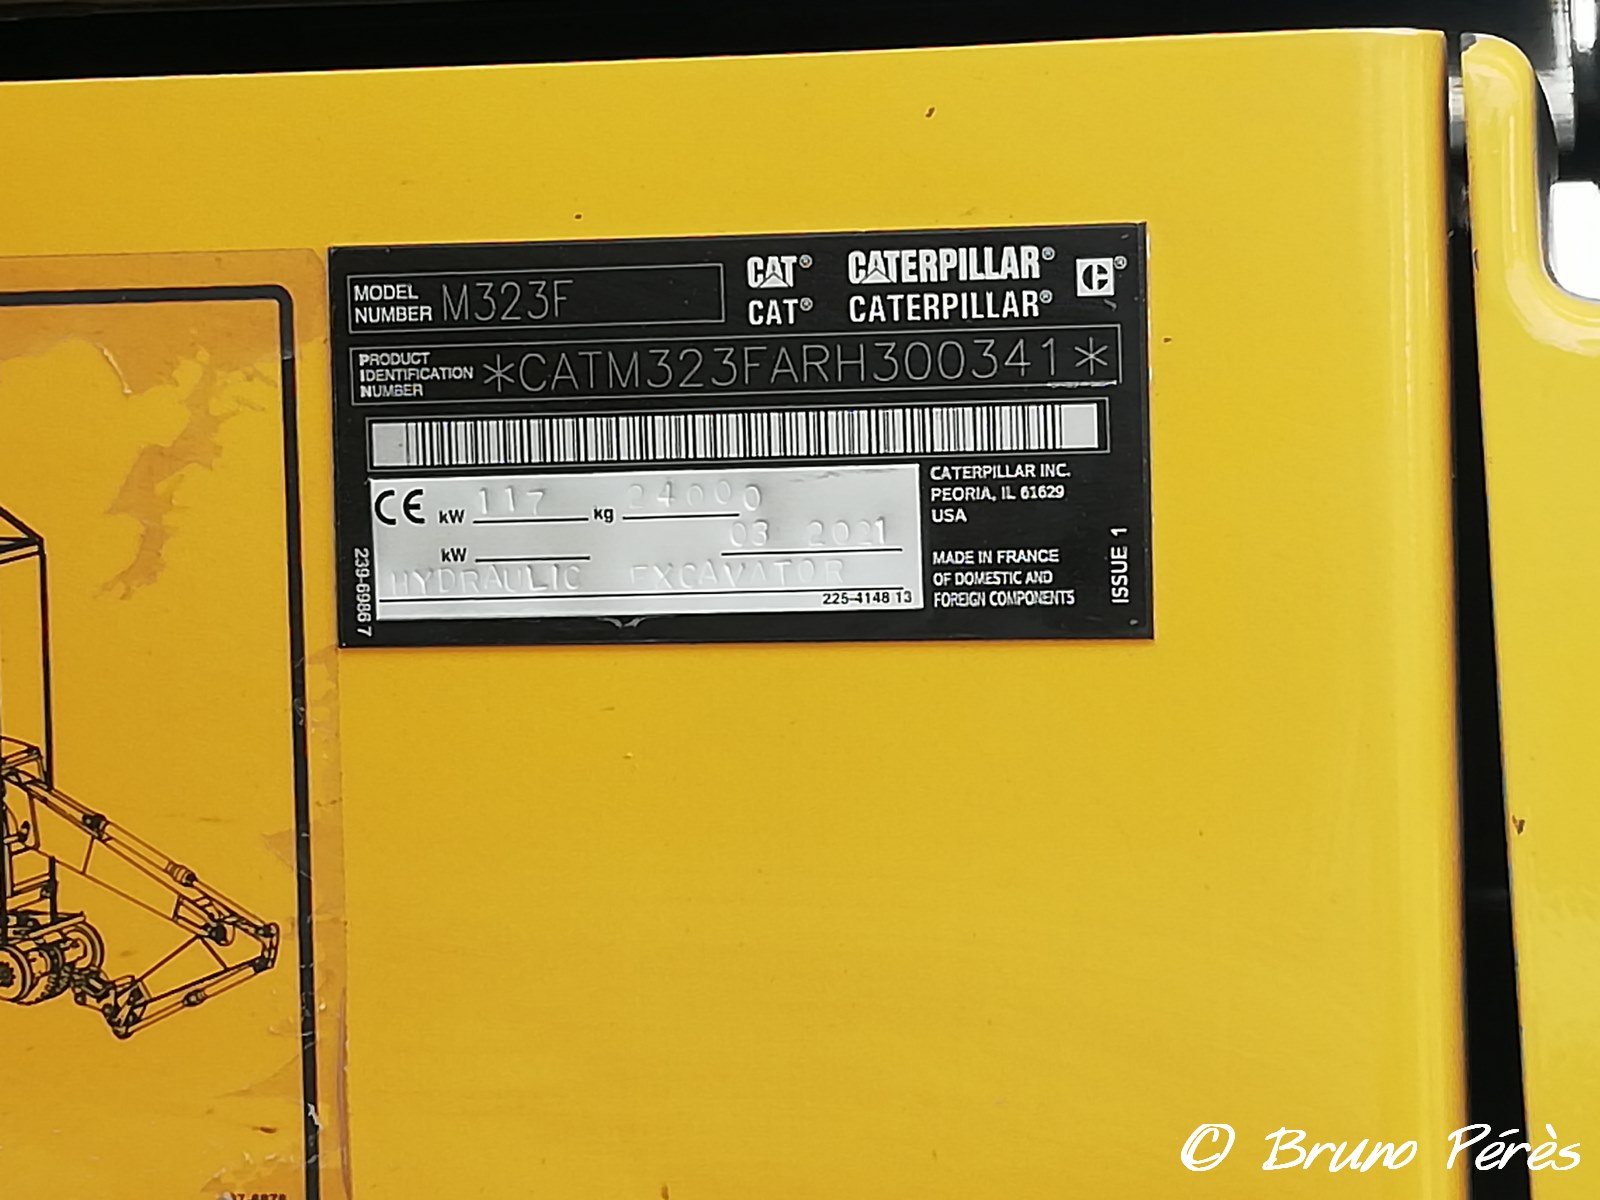 MODEL
NUMBER M323F
CAT® CATERPILLAR®
CAT® CATERPILLAR®
PRODUCT
IDENTIFICATION
NUMBER
*CATM323FARH300341*
CE kW 117 kg 24000
kW 03 2021
HYDRAULIC EXCAVATOR
225-4148 13
239-6986 7
CATERPILLAR INC.
PEORIA, IL 61629
USA
MADE IN FRANCE
OF DOMESTIC AND
FOREIGN COMPONENTS
ISSUE 1
© Bruno Pérès